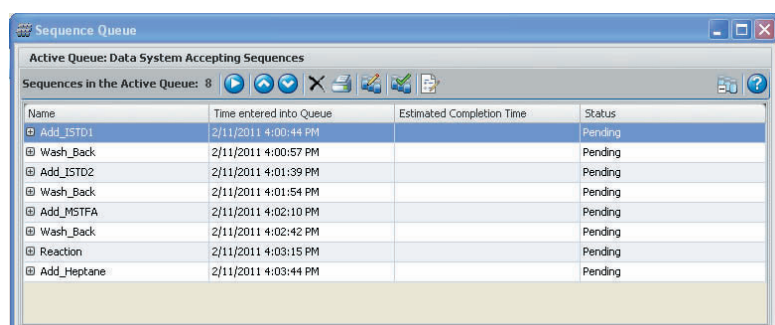 Sequence Queue
Active Queue: Data System Accepting Sequences
Sequences in the Active Queue: 8
Name Time entered into Queue Estimated Completion Time Status
Add_ISTD1 2/11/2011 4:00:44 PM Pending
Wash_Back 2/11/2011 4:00:57 PM Pending
Add_ISTD2 2/11/2011 4:01:39 PM Pending
Wash_Back 2/11/2011 4:01:54 PM Pending
Add_MSTFA 2/11/2011 4:02:10 PM Pending
Wash_Back 2/11/2011 4:02:42 PM Pending
Reaction 2/11/2011 4:03:15 PM Pending
Add_Heptane 2/11/2011 4:03:44 PM Pending